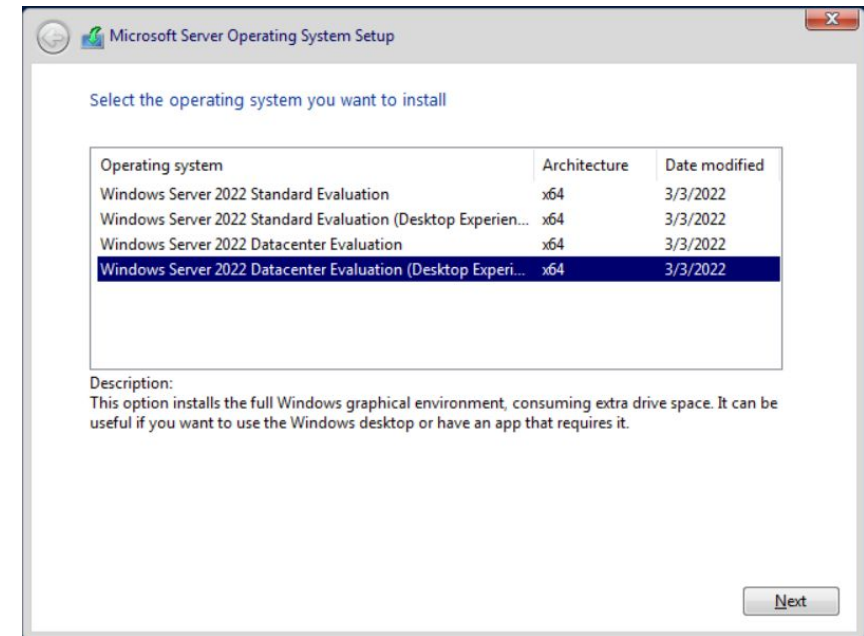 Microsoft Server Operating System Setup
Select the operating system you want to install
Operating system Architecture Date modified
Windows Server 2022 Standard Evaluation x64 3/3/2022
Windows Server 2022 Standard Evaluation (Desktop Experien... x64 3/3/2022
Windows Server 2022 Datacenter Evaluation x64 3/3/2022
Windows Server 2022 Datacenter Evaluation (Desktop Experi... x64 3/3/2022
Description:
This option installs the full Windows graphical environment, consuming extra drive space. It can be
useful if you want to use the Windows desktop or have an app that requires it.
Next